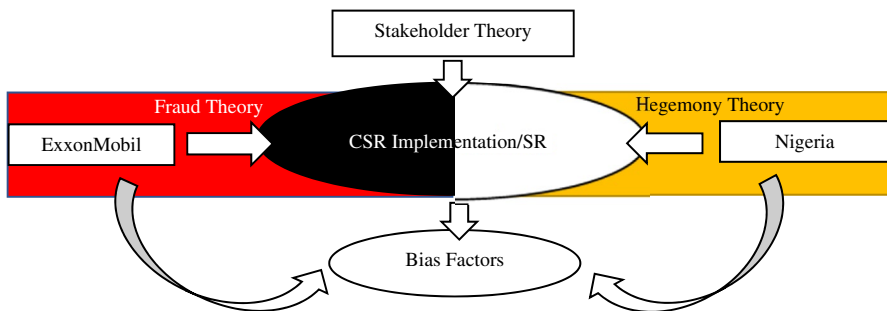 Stakeholder Theory
Fraud Theory
Hegemony Theory
ExxonMobil
CSR Implementation/SR
Nigeria
Bias Factors